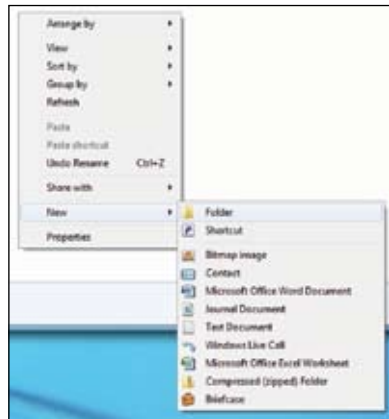 Arrange by
View
Sort by
Group by
Refresh
Paste
Paste shortcut
Undo Rename Ctrl+Z
Share with
New
Properties
Folder
Shortcut
Bitmap image
Contact
Microsoft Office Word Document
Journal Document
Text Document
Windows Live Call
Microsoft Office Excel Worksheet
Compressed (zipped) Folder
Briefcase